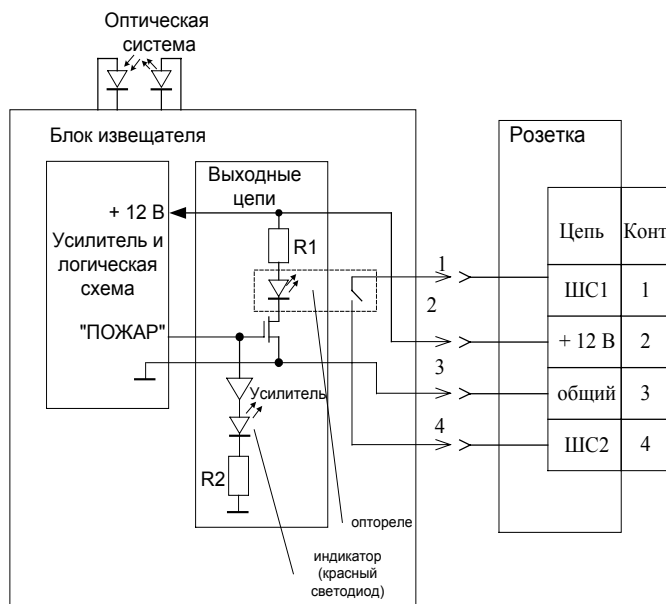 Оптическая
система
Блок извещателя
Розетка
Выходные
цепи
+ 12 В
Усилитель и
логическая
схема
"ПОЖАР"
R1
Усилитель
R2
оптореле
индикатор
(красный
светодиод)
1
2
3
4
Цепь Конт
ШС1 1
+ 12 В 2
общий 3
ШС2 4